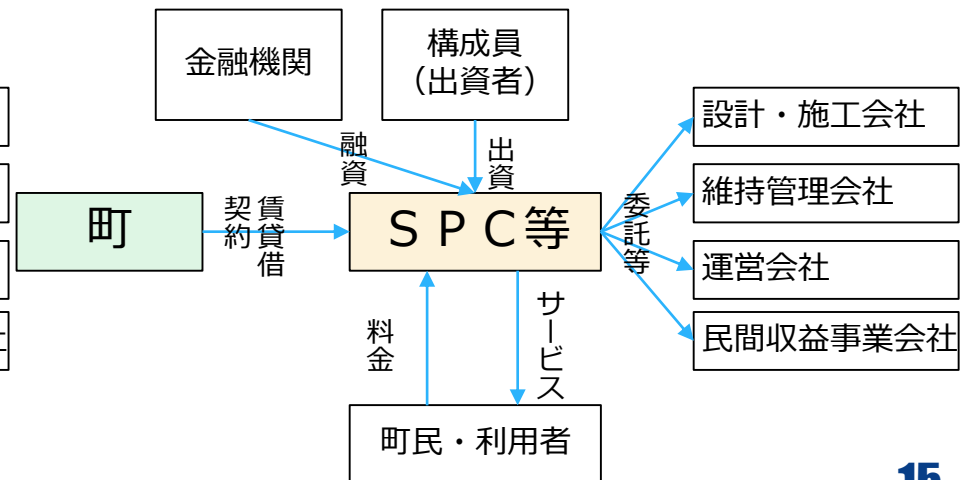 金融機関
構成員
（出資者）
融資
出資
設計・施工会社
維持管理会社
運営会社
民間収益事業会社
町
賃貸借
契約
ＳＰＣ等
委託等
料金
サービス
町民・利用者
15